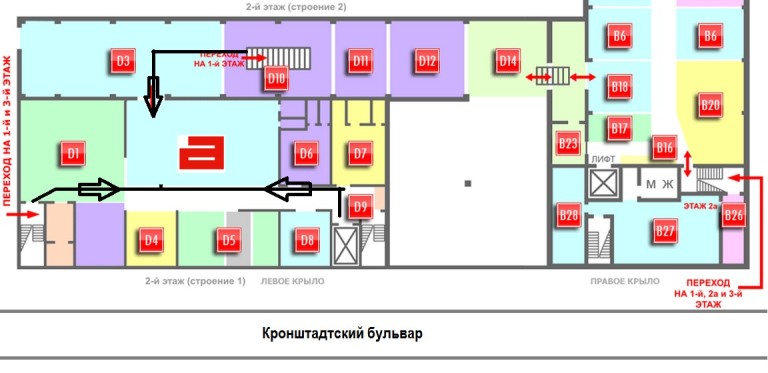 2-й этаж (строение 2)
B6
B6
D3
ПЕРЕХОД
НА 1-й ЭТАЖ
D10
D11
D12
D14
B18
B20
ПЕРЕХОД НА 1-й и 3-й ЭТАЖ
D1
D6
D7
B17
B23
B16
ЛИФТ
М Ж
ЭТАЖ 2а
D9
B28
B26
D4
D5
D8
B27
2-й этаж (строение 1)
ЛЕВОЕ КРЫЛО
ПРАВОЕ КРЫЛО
ПЕРЕХОД
НА 1-й, 2а и 3-й
ЭТАЖ
Кронштадтский бульвар